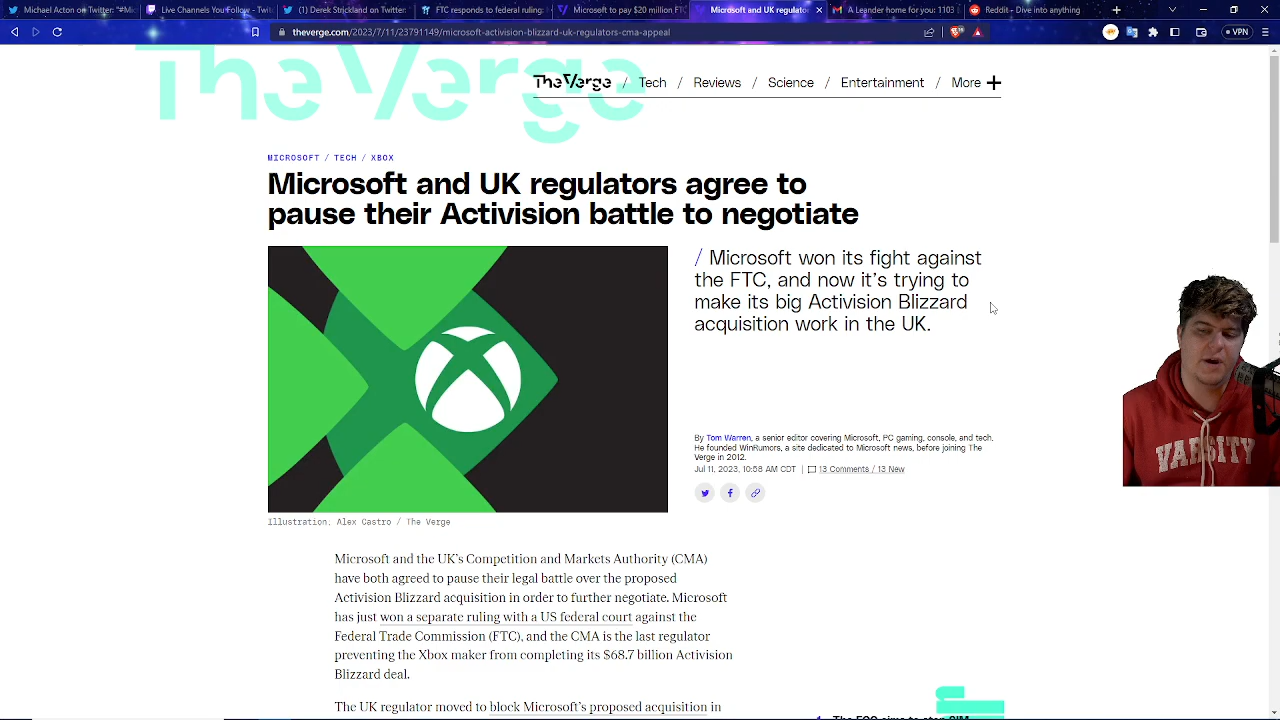 Michael Acton on Twitter: "#Mic
Live Channels You Follow - Twit
(1) Derek Strickland on Twitter:
FTC responds to federal ruling:
Microsoft to pay $20 million FTC
Microsoft and UK regulator
A Leander home for you: 1103
Reddit - Dive into anything
theverge.com/2023/7/11/23791149/microsoft-activision-blizzard-uk-regulators-cma-appeal
VPN
The Verge
The Verge / Tech / Reviews / Science / Entertainment / More +
MICROSOFT / TECH / XBOX
Microsoft and UK regulators agree to
pause their Activision battle to negotiate
/ Microsoft won its fight against
the FTC, and now it's trying to
make its big Activision Blizzard
acquisition work in the UK.
By Tom Warren, a senior editor covering Microsoft, PC gaming, console, and tech.
He founded WinRumors, a site dedicated to Microsoft news, before joining The
Verge in 2012.
Jul 11, 2023, 10:58 AM CDT | 13 Comments / 13 New
Illustration: Alex Castro / The Verge
VARSITY
Microsoft and the UK's Competition and Markets Authority (CMA)
have both agreed to pause their legal battle over the proposed
Activision Blizzard acquisition in order to further negotiate. Microsoft
has just won a separate ruling with a US federal court against the
Federal Trade Commission (FTC), and the CMA is the last regulator
preventing the Xbox maker from completing its $68.7 billion Activision
Blizzard deal.
The UK regulator moved to block Microsoft's proposed acquisition in